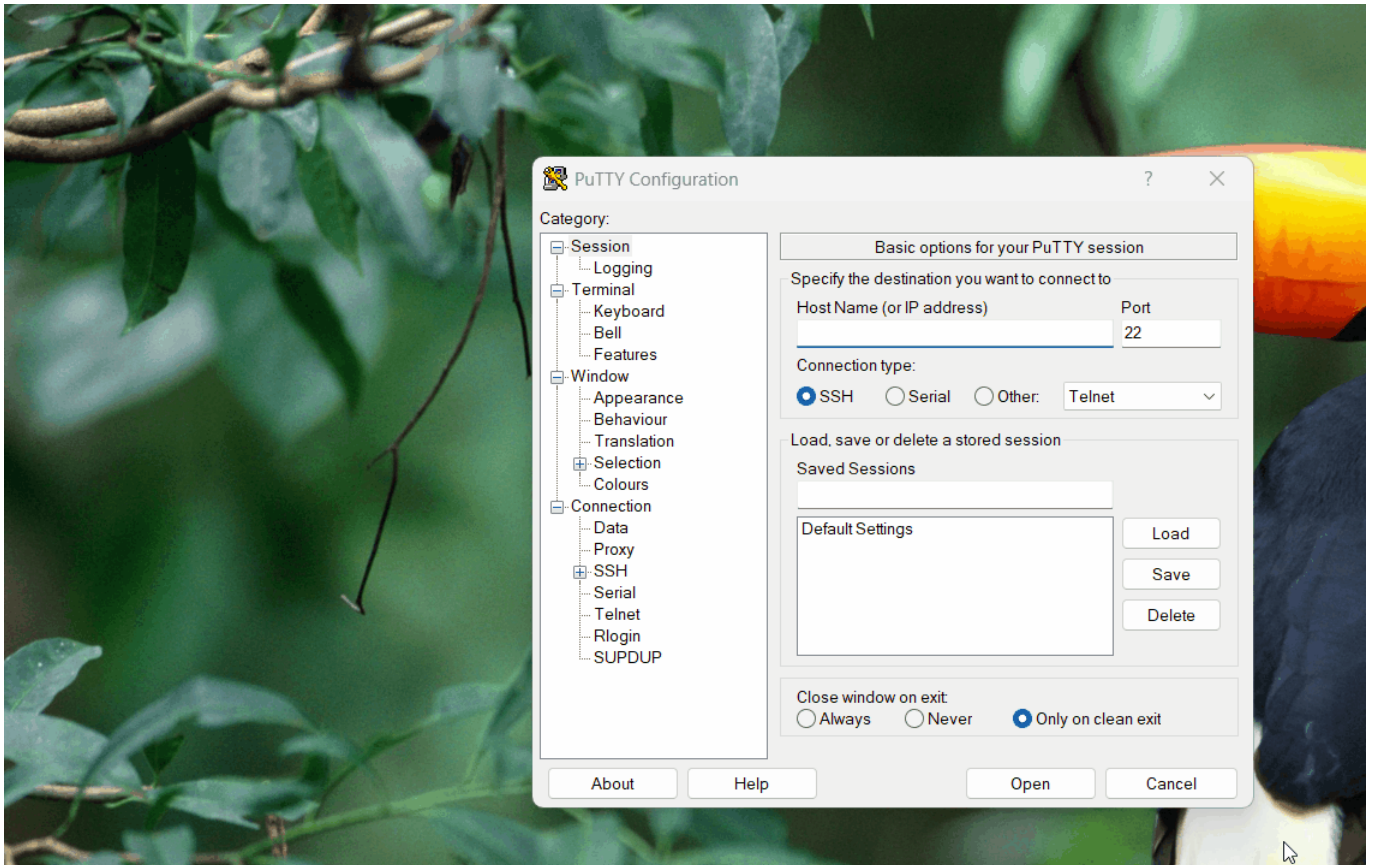 PuTTY Configuration
?
Category:
Session
Logging
Terminal
Keyboard
Bell
Features
Window
Appearance
Behaviour
Translation
Selection
Colours
Connection
Data
Proxy
SSH
Serial
Telnet
Rlogin
SUPDUP
Basic options for your PuTTY session
Specify the destination you want to connect to
Host Name (or IP address) Port
22
Connection type:
SSH Serial Other: Telnet
Load, save or delete a stored session
Saved Sessions
Default Settings
Load
Save
Delete
Close window on exit:
Always Never Only on clean exit
About Help Open Cancel